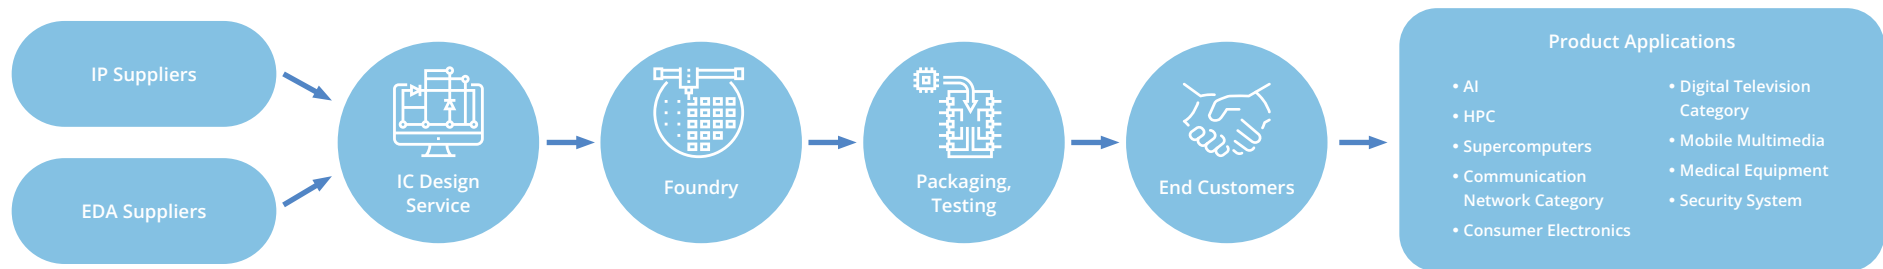 IP Suppliers
EDA Suppliers
IC Design
Service
Foundry
Packaging,
Testing
End Customers
Product Applications
• AI
• HPC
• Supercomputers
• Communication
Network Category
• Consumer Electronics
• Digital Television
Category
• Mobile Multimedia
• Medical Equipment
• Security System